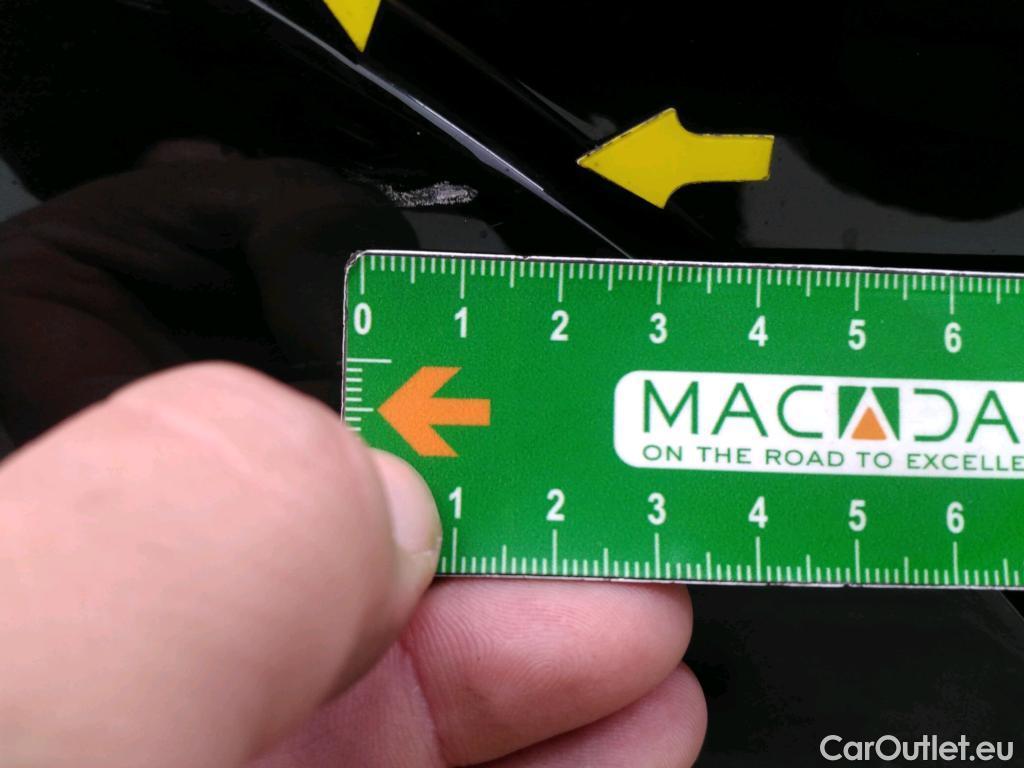 0 1 2 3 4 5 6
MACADA
ON THE ROAD TO EXCELLE
1 2 3 4 5 6
CarOutlet.eu